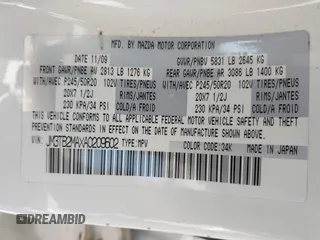 MFD. BY MAZDA MOTOR CORPORATION
DATE 11/09 GVWR/PNBV 5831 LB 2645 KG
FRONT GAWR/PNBE AV 2813 LB 1276 KG REAR GAWR/PNBE AR 3086 LB 1400 KG
WITH/AVEC P245/50R20 102V TIRES/PNEUS WITH/AVEC P245/50R20 102V TIRES/PNEUS
20X7 1/2J RIMS/JANTES 20X7 1/2J RIMS/JANTES
230 KPA/34 PSI COLD/A FROID 230 KPA/34 PSI COLD/A FROID
THIS VEHICLE CONFORMS TO ALL APPLICABLE FEDERAL MOTOR
VEHICLE SAFETY AND THEFT PREVENTION STANDARDS IN
EFFECT ON THE DATE OF MANUFACTURE SHOWN ABOVE.
JM3TB2MAXA0209602 TYPE:MPV
COLOR CODE:34K MADE IN JAPAN